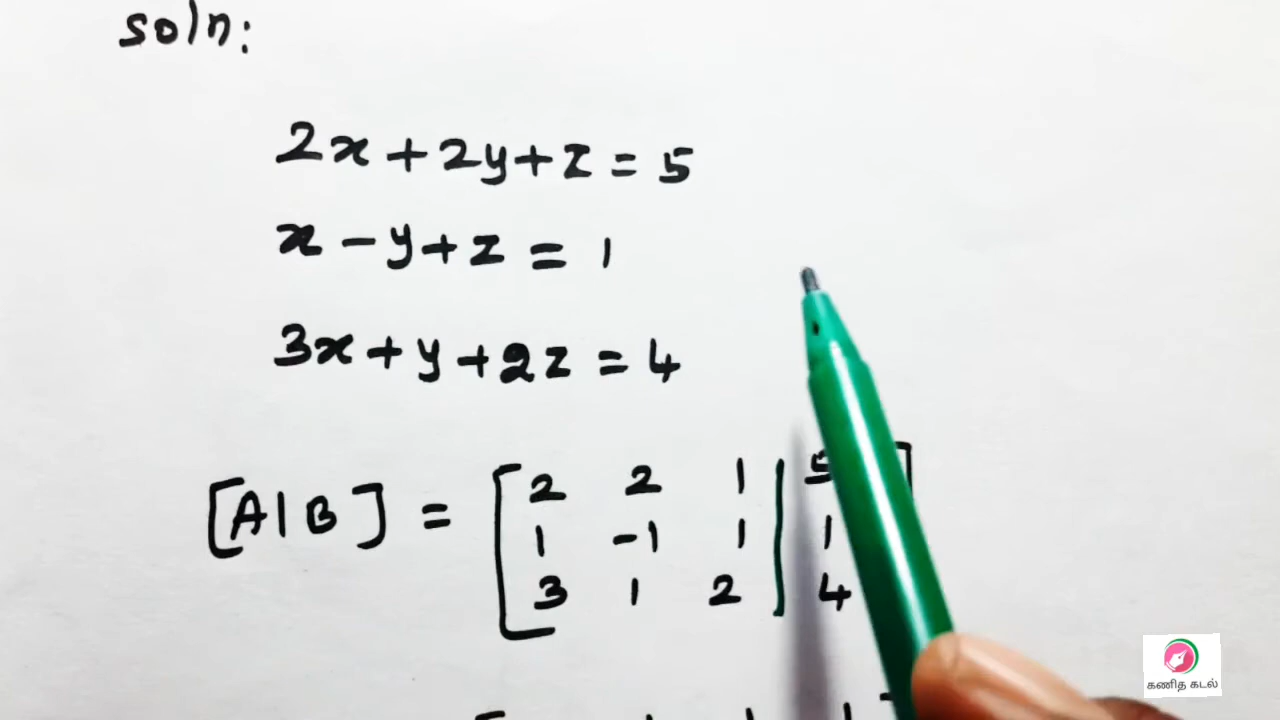 soln:
2x + 2y + z = 5
x - y + z = 1
3x + y + 2z = 4
[A|B] = [ 2 2 1 | 5 ]
1 -1 1 | 1
3 1 2 | 4
கணித கடல்